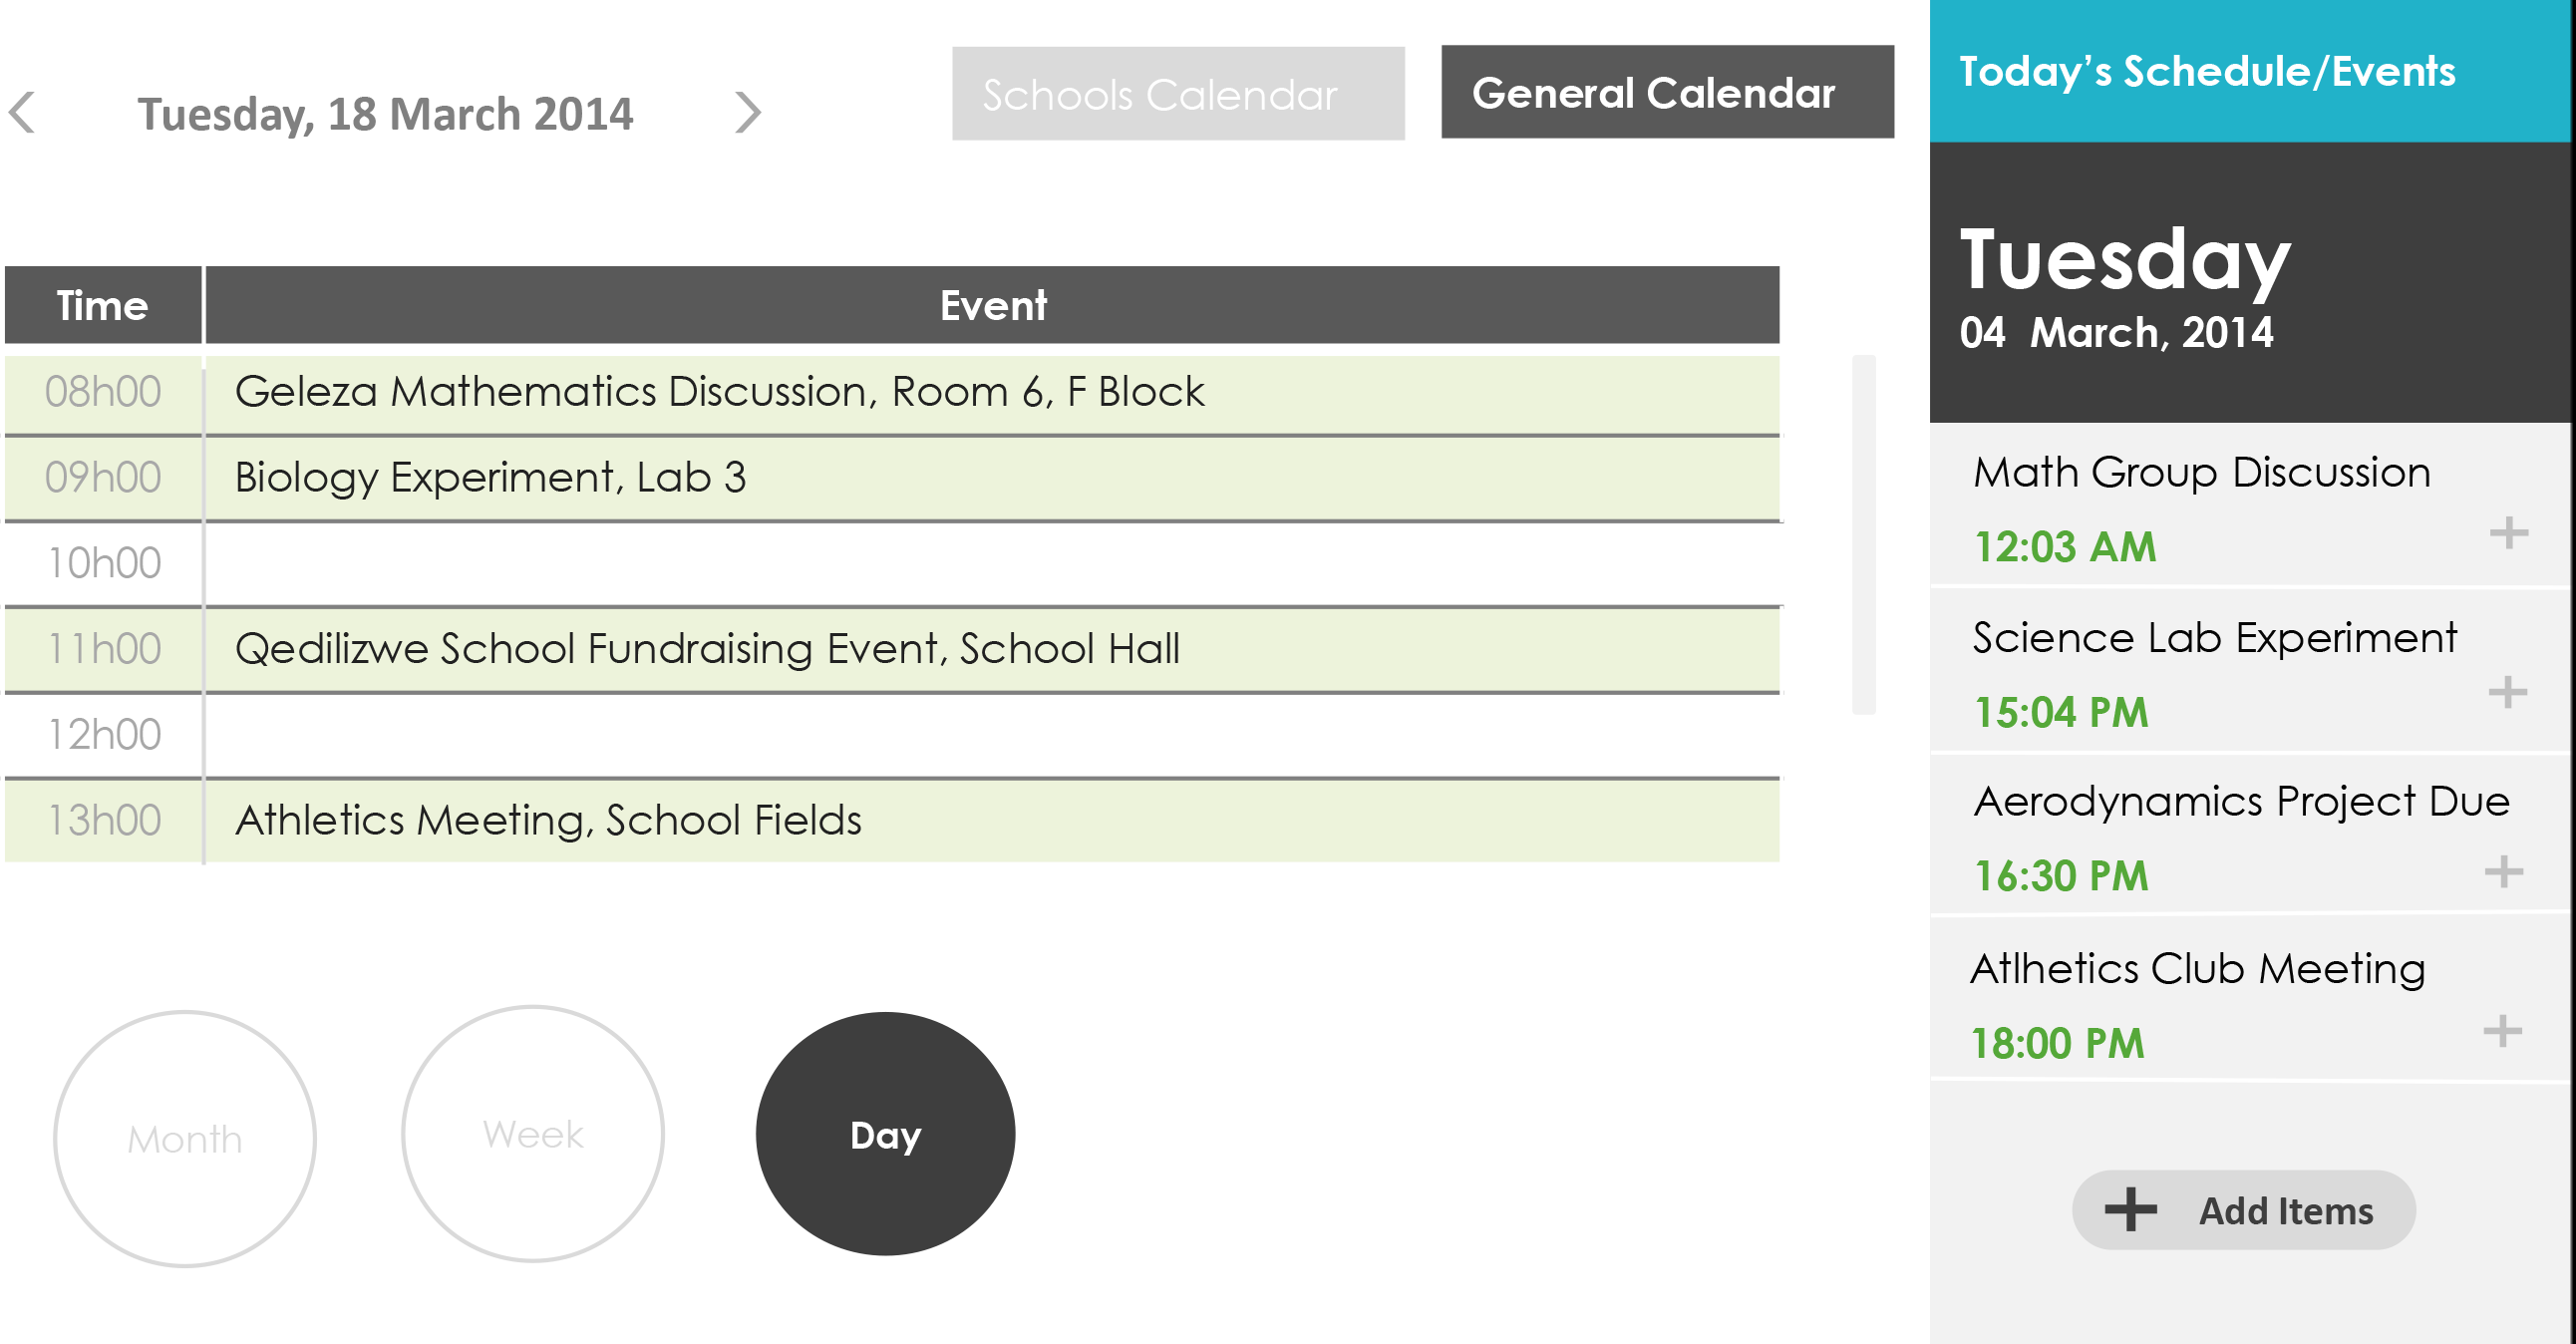 Tuesday, 18 March 2014
Schools Calendar
General Calendar
Time Event
08h00 Geleza Mathematics Discussion, Room 6, F Block
09h00 Biology Experiment, Lab 3
10h00
11h00 Qedilizwe School Fundraising Event, School Hall
12h00
13h00 Athletics Meeting, School Fields
Month
Week
Day
Today’s Schedule/Events
Tuesday
04 March, 2014
Math Group Discussion
12:03 AM
Science Lab Experiment
15:04 PM
Aerodynamics Project Due
16:30 PM
Atlhetics Club Meeting
18:00 PM
Add Items